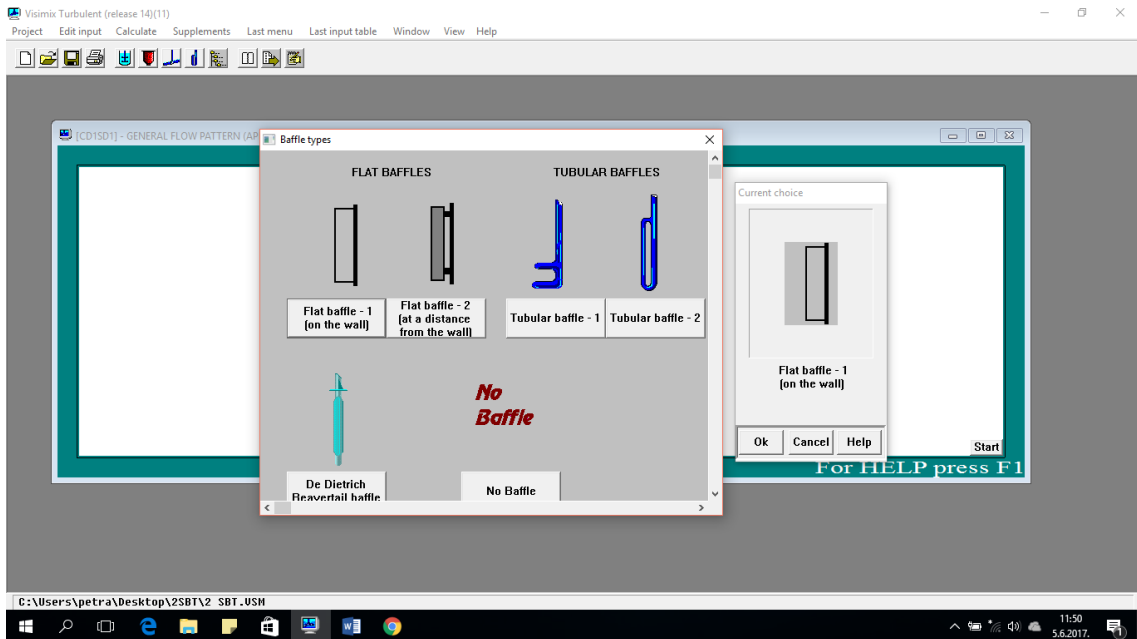 Visimix Turbulent (release 14)(11)
Project Edit input Calculate Supplements Last menu Last input table Window View Help
[CD1SD1] - GENERAL FLOW PATTERN (AP
Baffle types
FLAT BAFFLES
TUBULAR BAFFLES
Flat baffle - 1
(on the wall)
Flat baffle - 2
(at a distance
from the wall)
Tubular baffle - 1
Tubular baffle - 2
No
Baffle
De Dietrich
Beavertail baffle
No Baffle
Current choice
Flat baffle - 1
(on the wall)
Ok Cancel Help
Start
For HELP press F1
C:\Users\petra\Desktop\2SBT\2 SBT.VSM
11:50
5.6.2017.
1